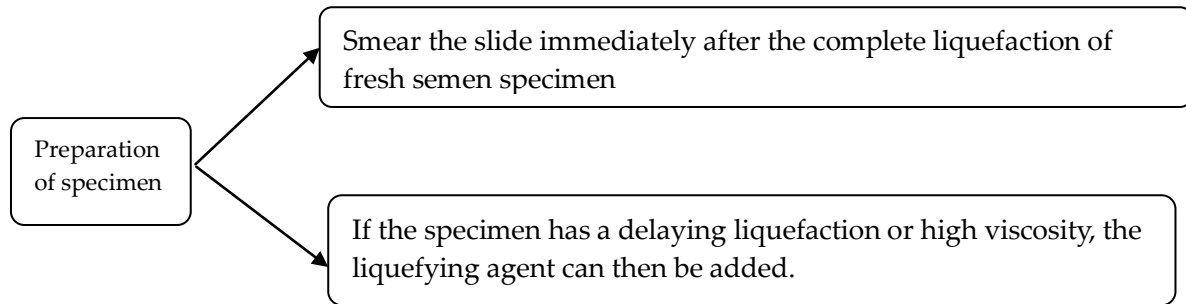 Smear the slide immediately after the complete liquefaction of
fresh semen specimen
Preparation
of specimen
If the specimen has a delaying liquefaction or high viscosity, the
liquefying agent can then be added.